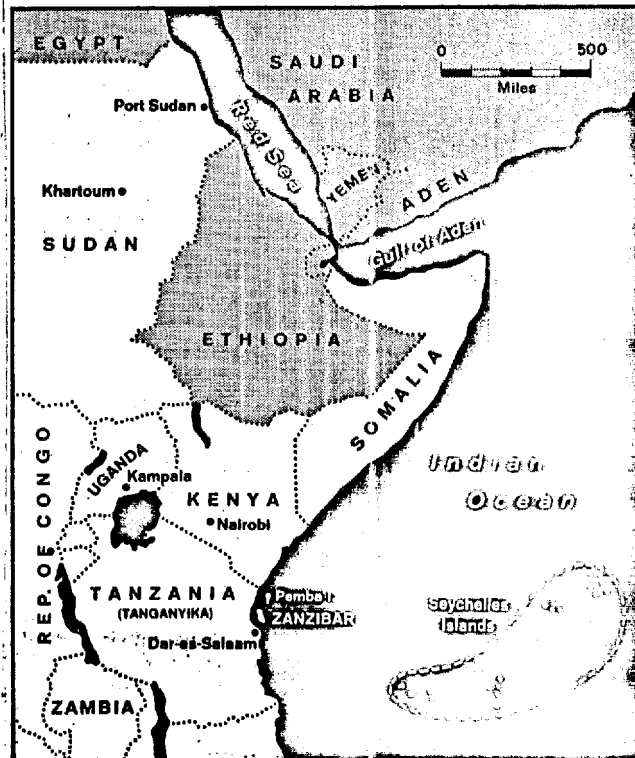 EGYPT
SAUDI
ARABIA
0 500
Miles
Port Sudan
Red Sea
YEMEN
ADEN
Khartoum
Gulf of Aden
SUDAN
ETHIOPIA
SOMALIA
REP. OF CONGO
UGANDA
Kampala
KENYA
Nairobi
Indian
Ocean
TANZANIA
(TANGANYIKA)
Pemba I.
ZANZIBAR
Seychelles
Islands
Dar-as-Salaam
ZAMBIA